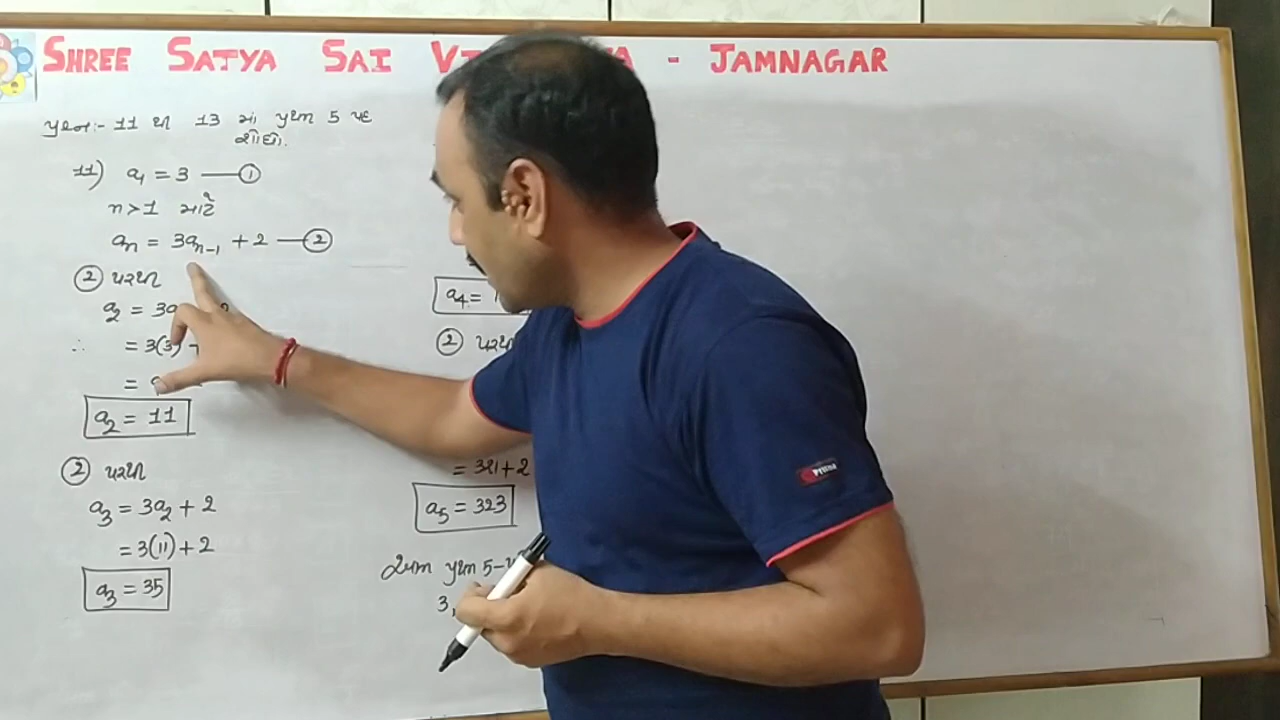 SHREE SATYA SAI - JAMNAGAR
પ્રશ્ન:- 11 થી 13 ના પ્રથમ 5 પદ
શોધો.
11) a₁ = 3 —①
n > 1 માટે
aₙ = 3aₙ₋₁ + 2 —②
② પરથી
a₂ = 3a
∴ = 3(3)
=
a₂ = 11
② પરથી
a₃ = 3a₂ + 2
= 3(11) + 2
a₃ = 35
a₄ =
② પરથી
= 321 + 2
a₅ = 323
આમ પ્રથમ 5-
3,
Prime